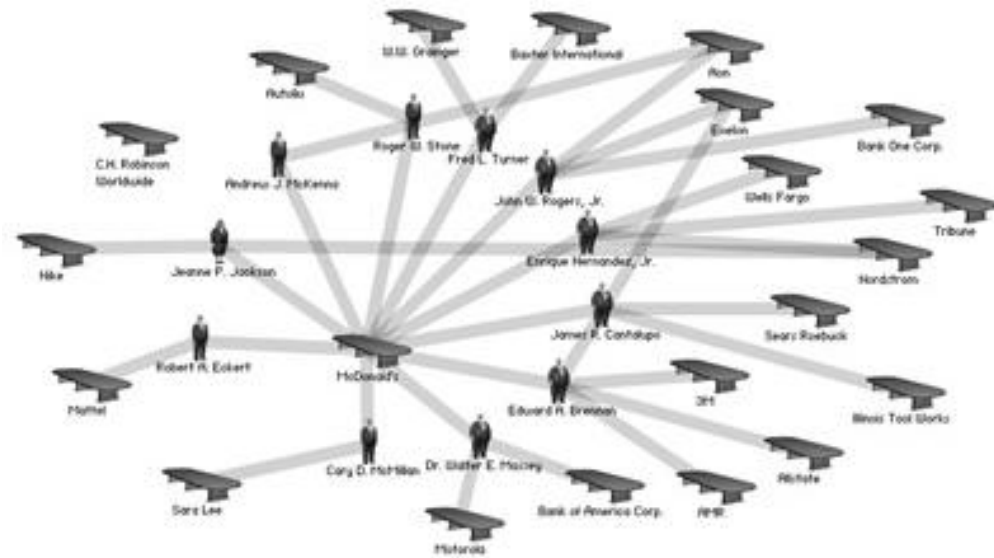 W.W. Grainger
Baxter International
Aon
Autoliv
Exelon
Bank One Corp.
Roger W. Stone
Fred L. Turner
C.H. Robinson
Worldwide
Andrew J. McKenna
John W. Rogers, Jr.
Wells Fargo
Tribune
Nike
Jeanne P. Jackson
Enrique Hernandez, Jr.
Nordstrom
James R. Cantalupo
Sears Roebuck
Robert A. Eckert
McDonald's
Mattel
Edward A. Brennan
3M
Illinois Tool Works
Cary D. McMillan
Dr. Walter E. Massey
Allstate
Sara Lee
Bank of America Corp.
AMR
Motorola